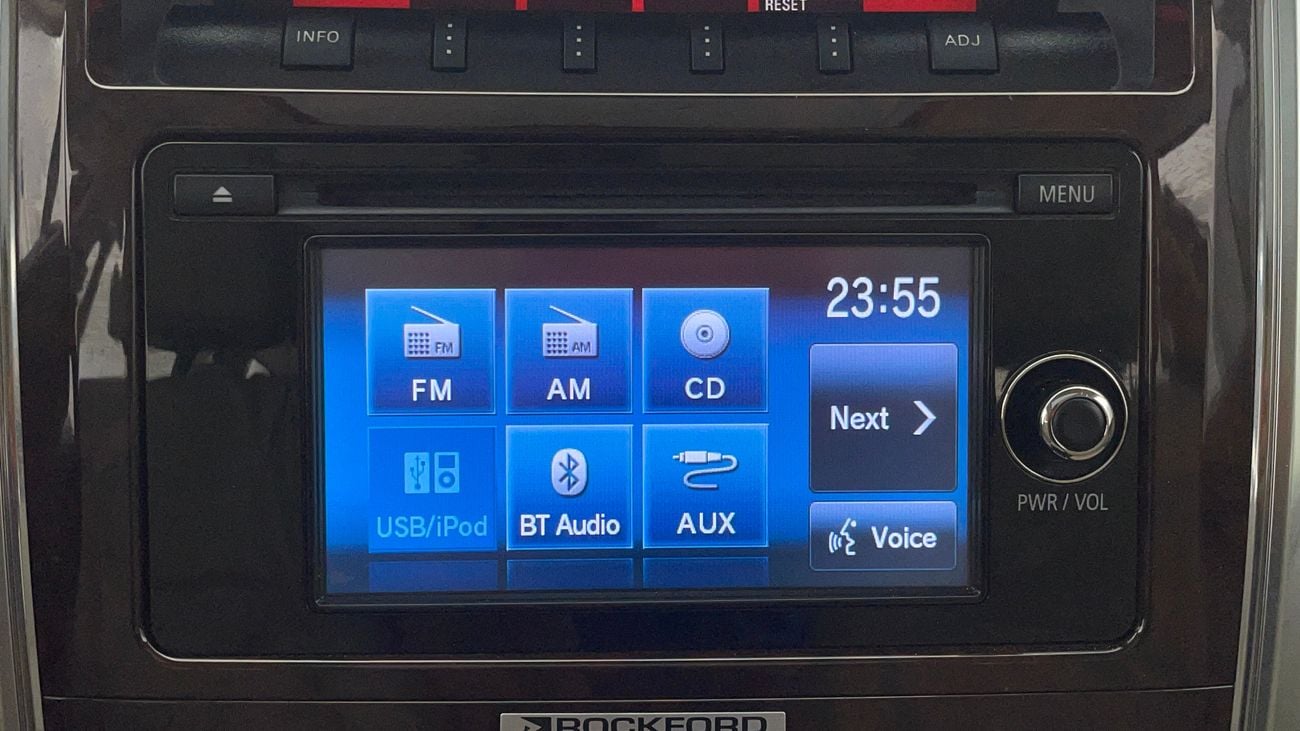 RESET
INFO
ADJ
MENU
23:55
FM
FM
AM
AM
CD
Next
USB/iPod
BT Audio
AUX
Voice
PWR / VOL
ROCKFORD